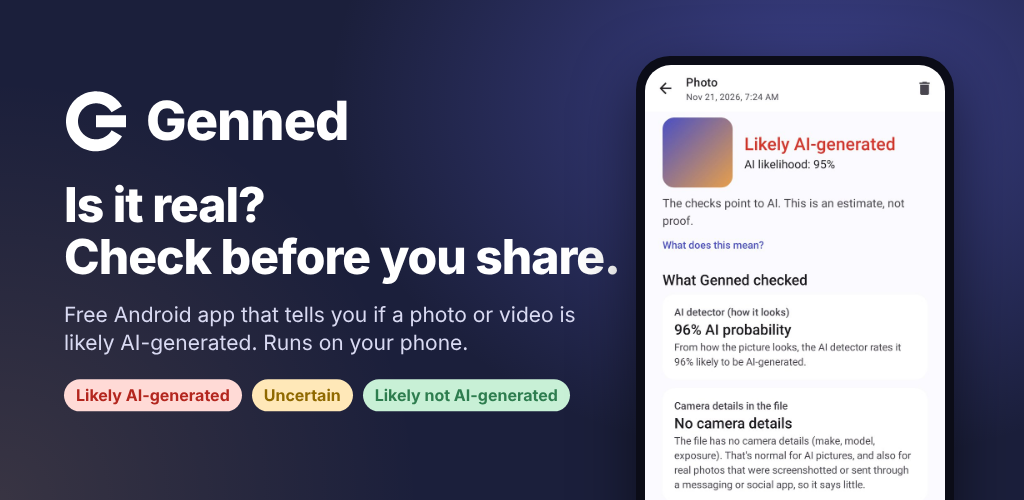 Genned
Is it real?
Check before you share.
Free Android app that tells you if a photo or video is
likely AI-generated. Runs on your phone.
Likely AI-generated
Uncertain
Likely not AI-generated
Photo
Nov 21, 2026, 7:24 AM
Likely AI-generated
AI likelihood: 95%
The checks point to AI. This is an estimate, not
proof.
What does this mean?
What Genned checked
AI detector (how it looks)
96% AI probability
From how the picture looks, the AI detector rates it
96% likely to be AI-generated.
Camera details in the file
No camera details
The file has no camera details (make, model,
exposure). That's normal for AI pictures, and also for
real photos that were screenshotted or sent through
a messaging or social app, so it says little.